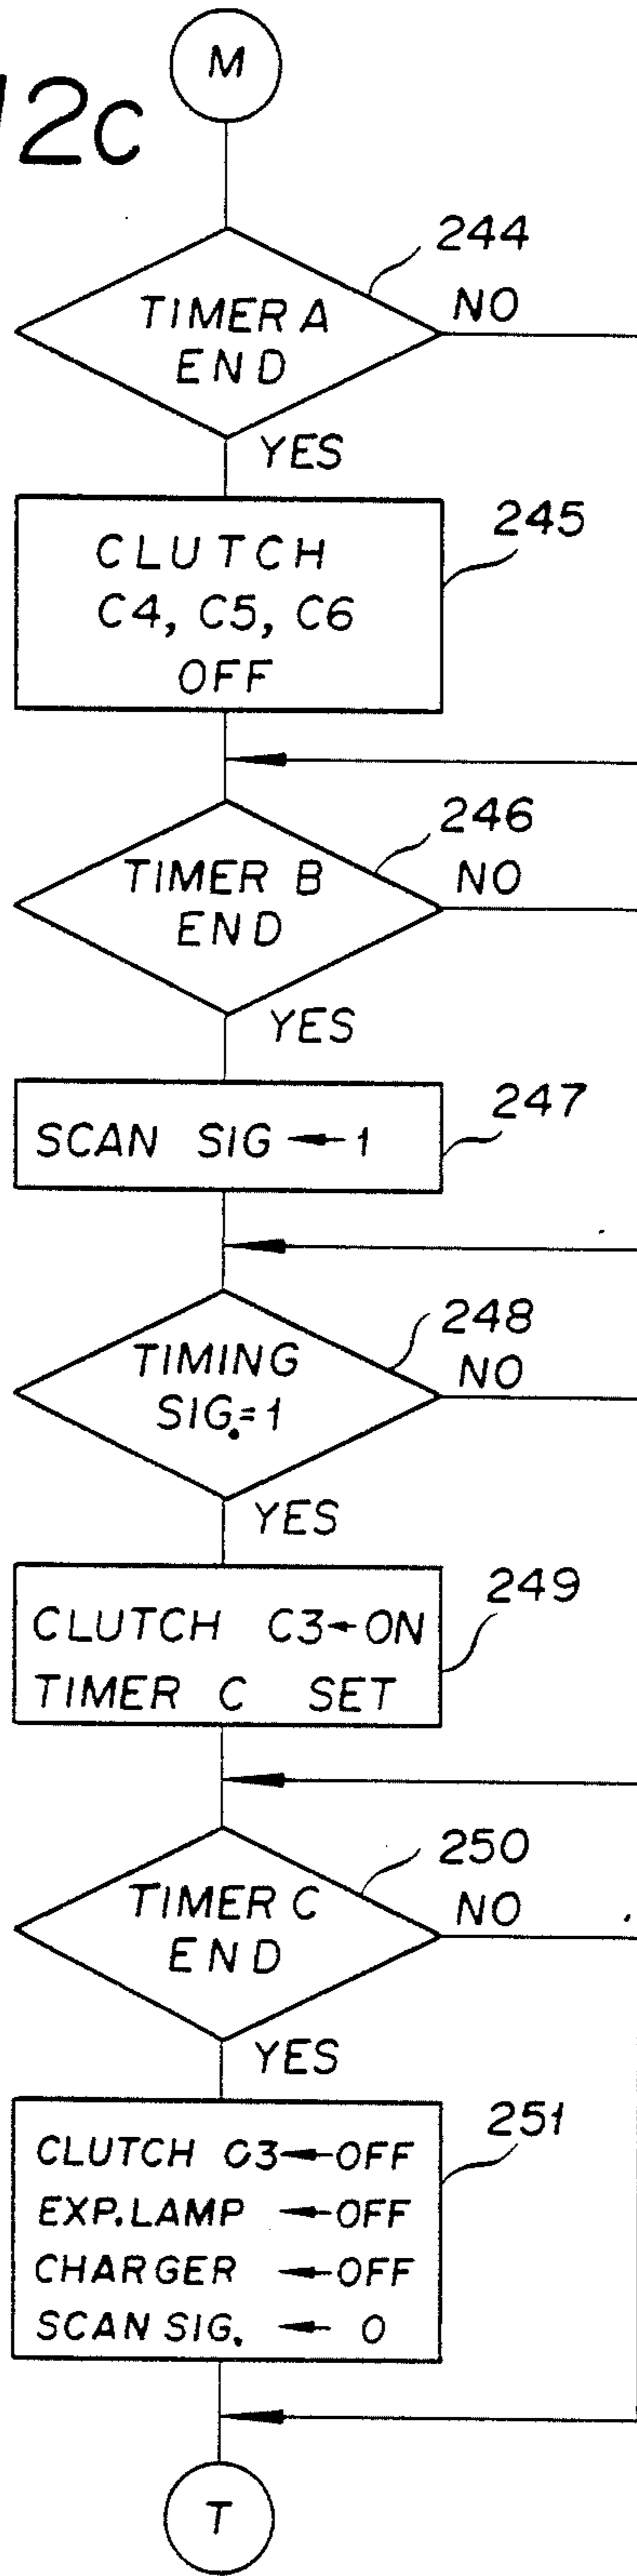 12c
M
244
TIMER A
END
NO
YES
245
CLUTCH
C4, C5, C6
OFF
246
TIMER B
END
NO
YES
247
SCAN SIG ← 1
248
TIMING
SIG.=1
NO
YES
249
CLUTCH C3←ON
TIMER C SET
250
TIMER C
END
NO
YES
251
CLUTCH C3←OFF
EXP.LAMP ←OFF
CHARGER ←OFF
SCAN SIG. ← 0
T